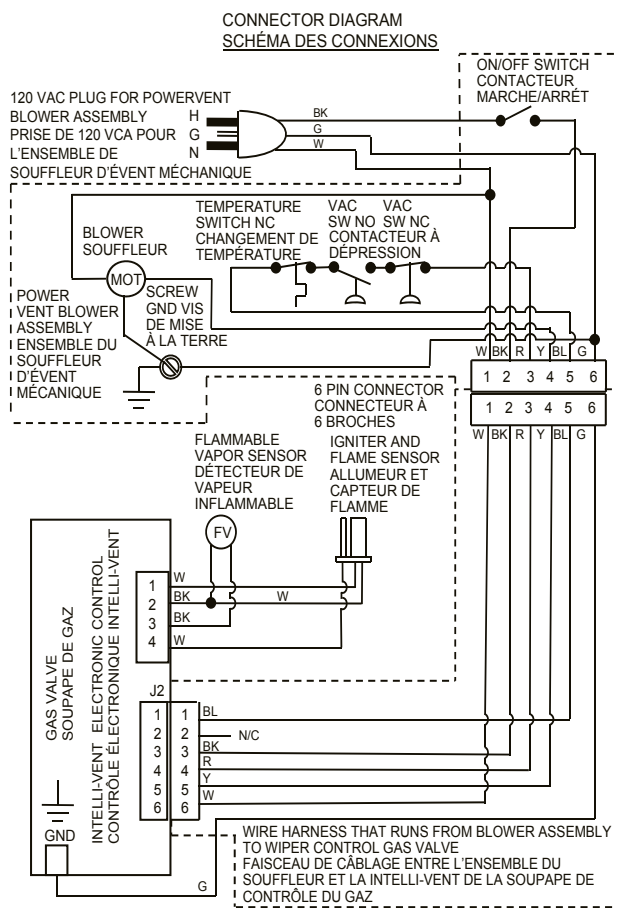 CONNECTOR DIAGRAM
SCHÉMA DES CONNEXIONS
ON/OFF SWITCH
CONTACTEUR
MARCHE/ARRÉT
120 VAC PLUG FOR POWERVENT
BLOWER ASSEMBLY
PRISE DE 120 VCA POUR
L'ENSEMBLE DE
SOUFFLEUR D'ÉVENT MÉCHANIQUE
H
G
N
BK
G
W
TEMPERATURE
SWITCH NC
CHANGEMENT DE
TEMPÉRATURE
VAC VAC
SW NO SW NC
CONTACTEUR À
DÉPRESSION
BLOWER
SOUFFLEUR
MOT
SCREW
GND VIS
DE MISE
À LA TERRE
POWER
VENT BLOWER
ASSEMBLY
ENSEMBLE DU
SOUFFLEUR
D'ÉVENT
MÉCANIQUE
W BK R Y BL G
1 2 3 4 5 6
1 2 3 4 5 6
W BK R Y BL G
6 PIN CONNECTOR
CONNECTEUR À
6 BROCHES
FLAMMABLE
VAPOR SENSOR
DÉTECTEUR DE
VAPEUR
INFLAMMABLE
IGNITER AND
FLAME SENSOR
ALLUMEUR ET
CAPTEUR DE
FLAMME
FV
GAS VALVE
SOUPAPE DE GAZ
INTELLI-VENT ELECTRONIC CONTROL
CONTRÔLE ÉLECTRONIQUE INTELLI-VENT
1 W
2 BK W
3 BK
4 W
J2
1 1 BL
2 2 N/C
3 3 BK
4 4 R
5 5 Y
6 6 W
GND
G
WIRE HARNESS THAT RUNS FROM BLOWER ASSEMBLY
TO WIPER CONTROL GAS VALVE
FAISCEAU DE CÂBLAGE ENTRE L'ENSEMBLE DU
SOUFFLEUR ET LA INTELLI-VENT DE LA SOUPAPE DE
CONTRÔLE DU GAZ